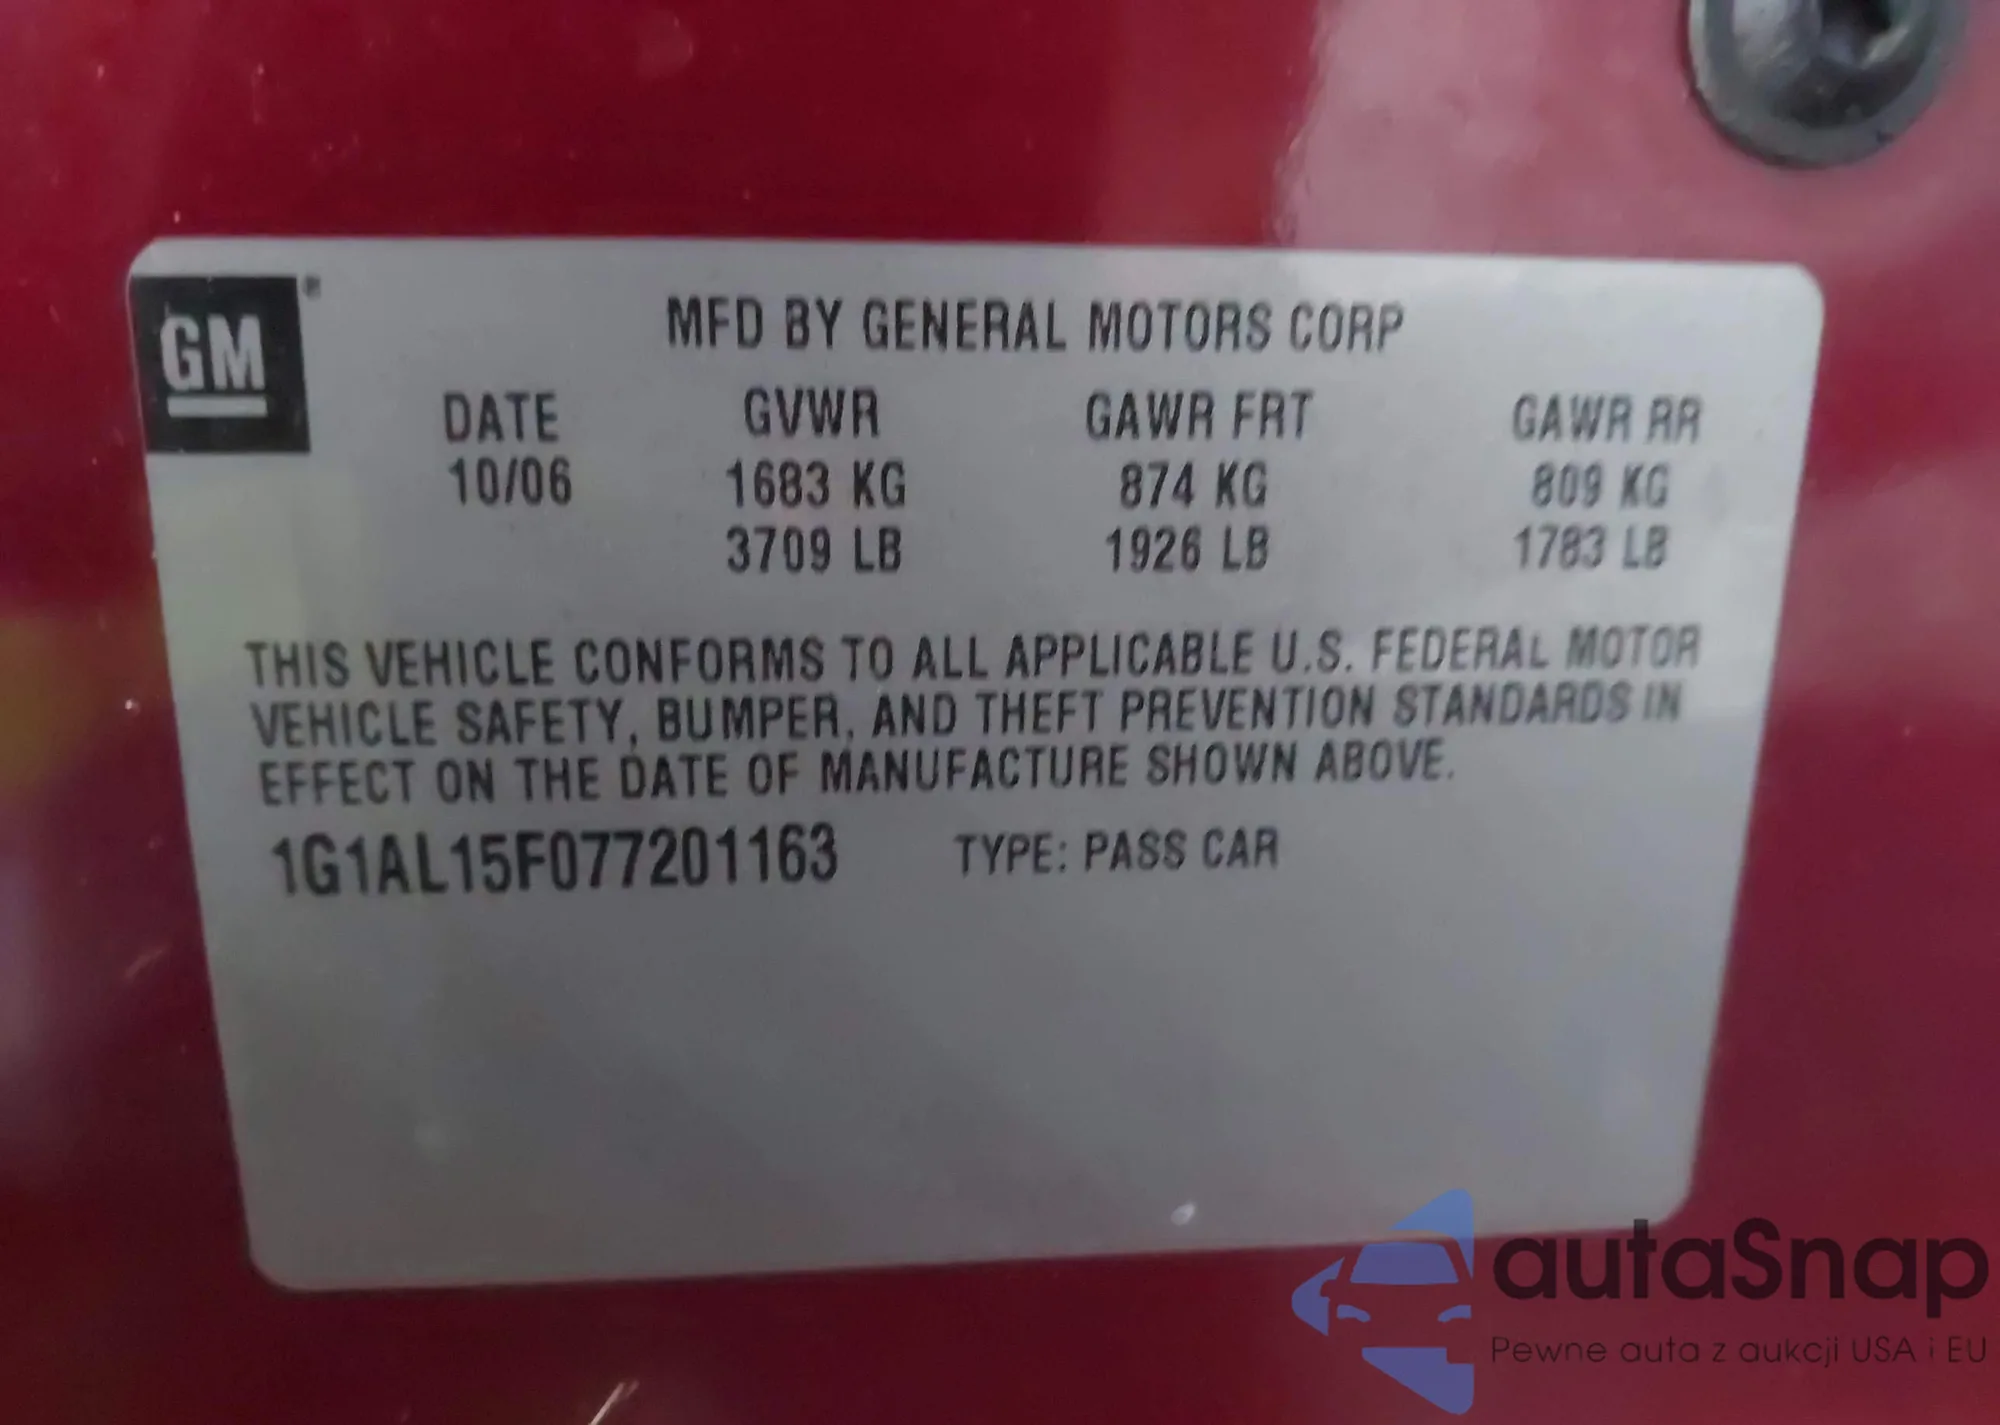 GM®
MFD BY GENERAL MOTORS CORP
DATE GVWR GAWR FRT GAWR RR
10/06 1683 KG 874 KG 809 KG
3709 LB 1926 LB 1783 LB
THIS VEHICLE CONFORMS TO ALL APPLICABLE U.S. FEDERAL MOTOR
VEHICLE SAFETY, BUMPER, AND THEFT PREVENTION STANDARDS IN
EFFECT ON THE DATE OF MANUFACTURE SHOWN ABOVE.
1G1AL15F077201163 TYPE: PASS CAR
autaSnap
Pewne auta z aukcji USA i EU